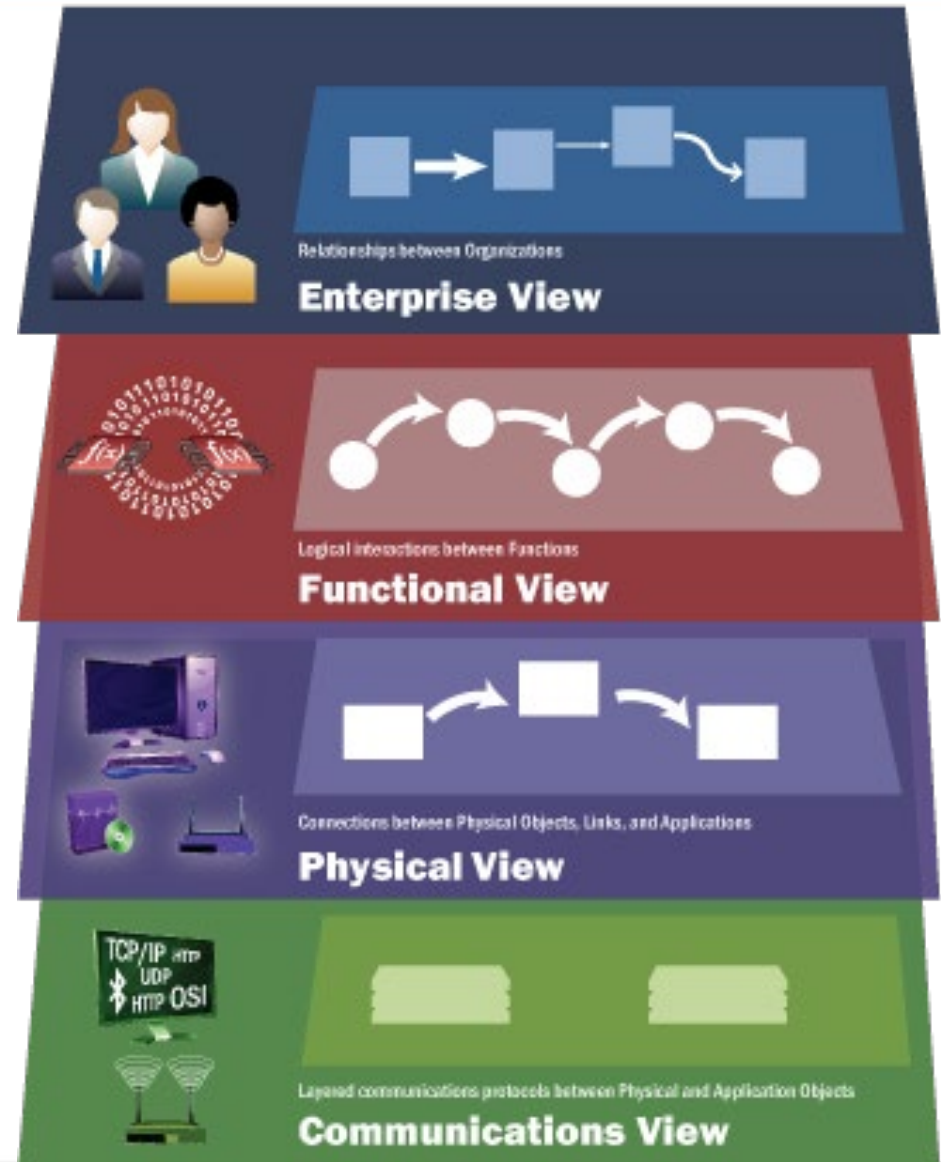 Relationships between Organizations
Enterprise View
f(x) f(x)
Logical interactions between Functions
Functional View
Connections between Physical Objects, Links, and Applications
Physical View
TCP/IP HTTP
UDP
HTTP OSI
Layered communications protocols between Physical and Application Objects
Communications View